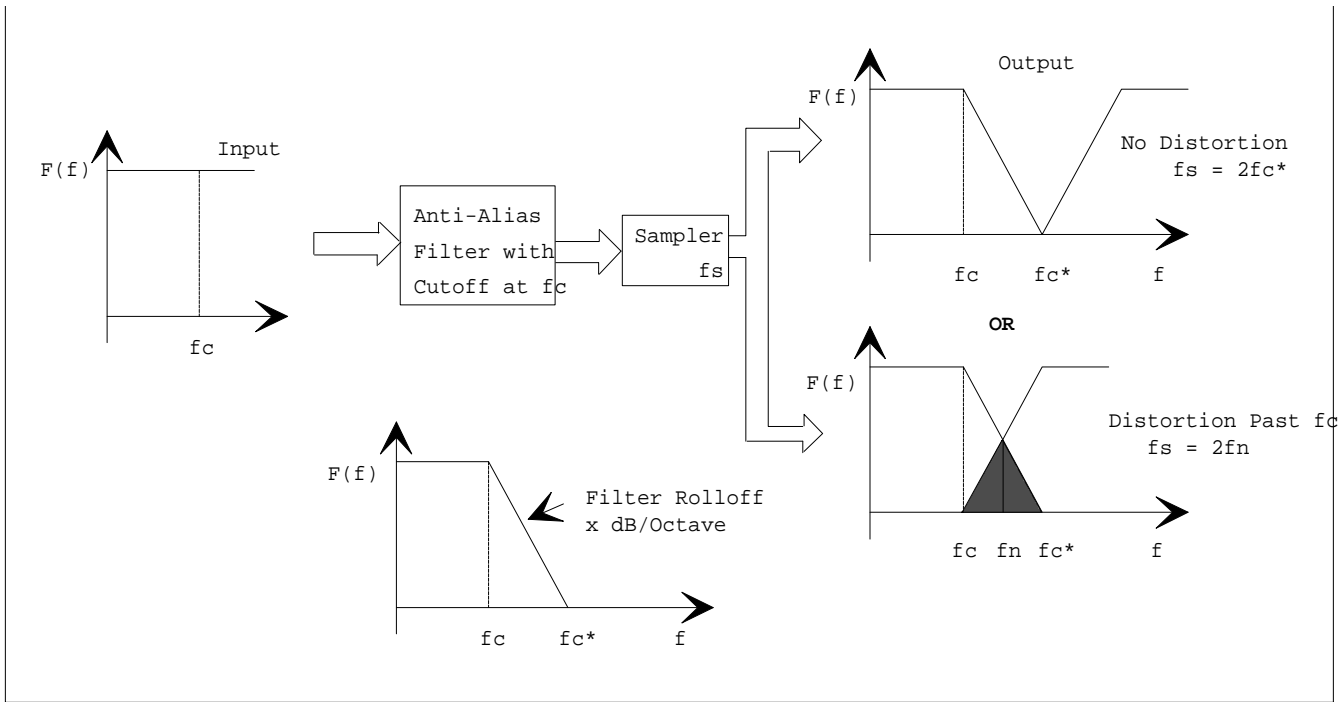 Output
F(f)
No Distortion
fs = 2fc*
fc
fc*
f
Input
F(f)
fc
Anti-Alias
Filter with
Cutoff at fc
Sampler
fs
OR
F(f)
Distortion Past fc
fs = 2fn
fc
fn
fc*
f
F(f)
Filter Rolloff
x dB/Octave
fc
fc*
f